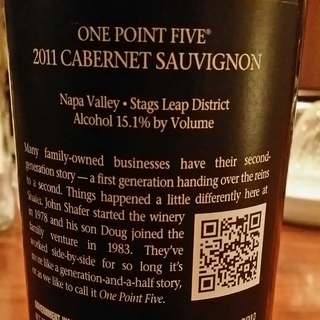 ONE POINT FIVE®
2011 CABERNET SAUVIGNON
Napa Valley • Stags Leap District
Alcohol 15.1% by Volume
Many family-owned businesses have their second-
generation story — a first generation handing over the reins
to a second. Things happened a little differently here at
Shafer. John Shafer started the winery
in 1978 and his son Doug joined the
family venture in 1983. They've
worked side-by-side for so long it's
more like a generation-and-a-half story,
or as we like to call it One Point Five.
GOVERNMENT